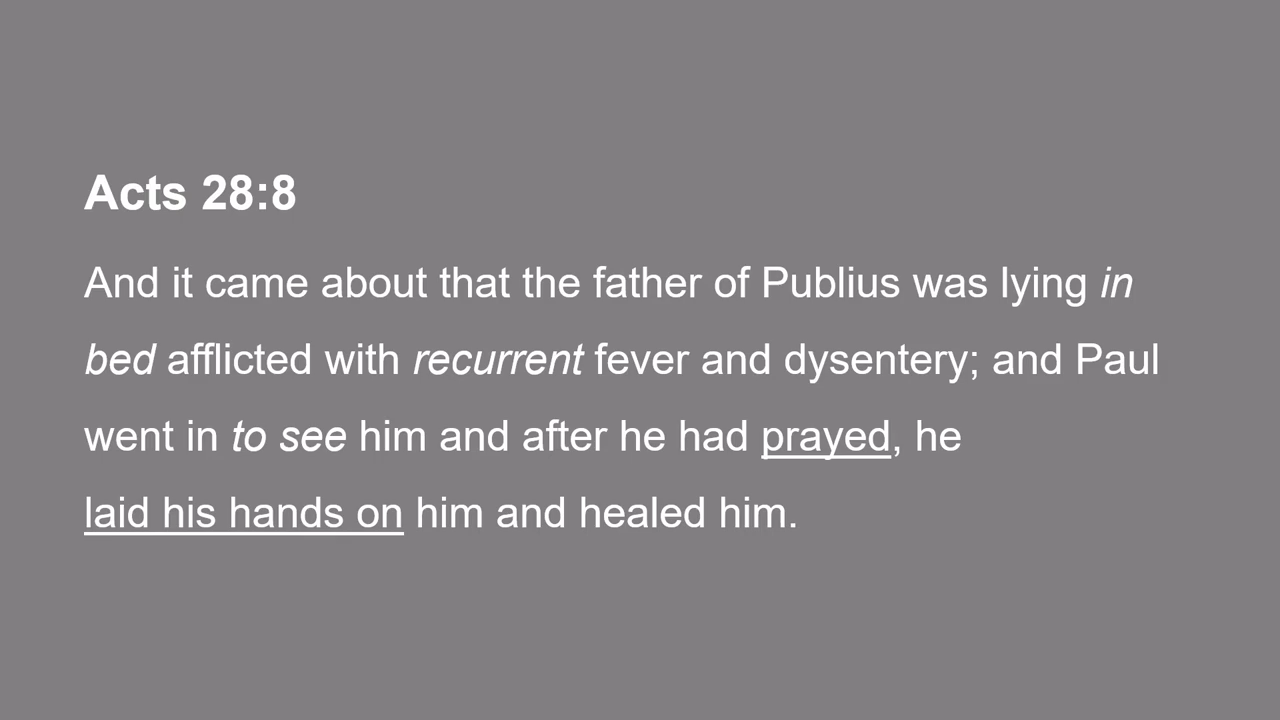 Acts 28:8
And it came about that the father of Publius was lying in
bed afflicted with recurrent fever and dysentery; and Paul
went in to see him and after he had prayed, he
laid his hands on him and healed him.